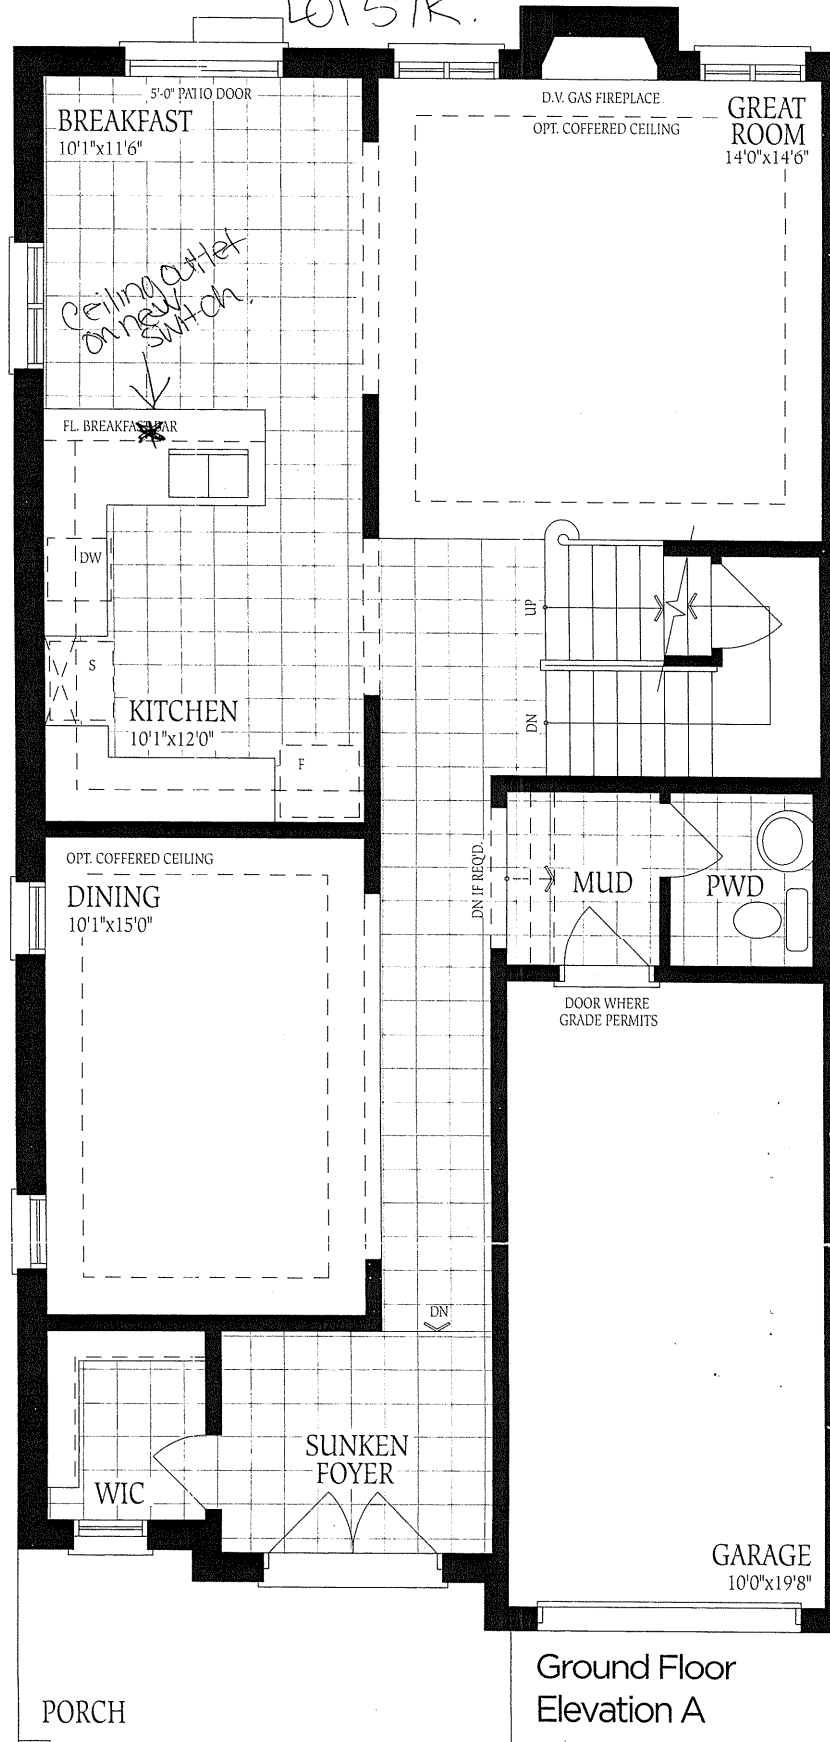 LOT 57R.
5'-0" PATIO DOOR
BREAKFAST
10'1"x11'6"
D.V. GAS FIREPLACE
OPT. COFFERED CEILING
GREAT
ROOM
14'0"x14'6"
Ceiling outlet
on new
switch.
FL. BREAKFAST BAR
DW
S
KITCHEN
10'1"x12'0"
F
UP
DN
OPT. COFFERED CEILING
DINING
10'1"x15'0"
DN IF REQ'D.
MUD
PWD
DOOR WHERE
GRADE PERMITS
DN
SUNKEN
FOYER
WIC
GARAGE
10'0"x19'8"
PORCH
Ground Floor
Elevation A